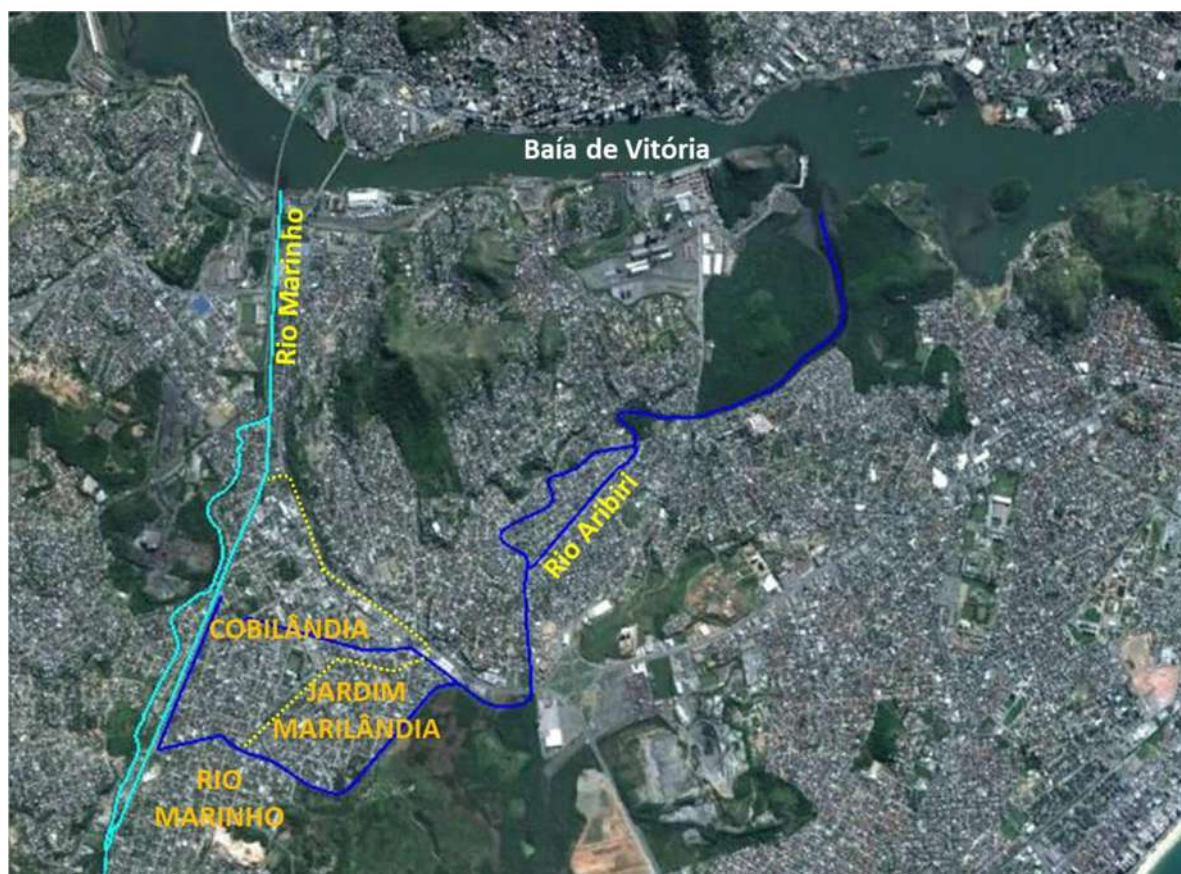 Baía de Vitória
Rio Marinho
Rio Aribiri
COBILÂNDIA
JARDIM
MARILÂNDIA
RIO
MARINHO